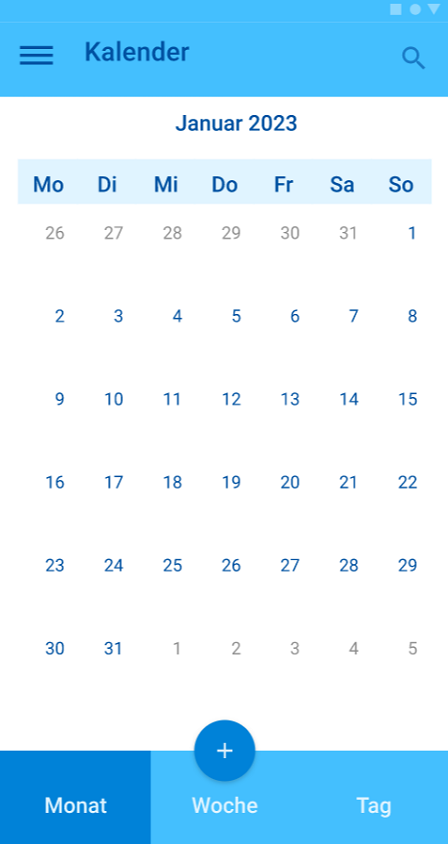 Kalender
Januar 2023
Mo Di Mi Do Fr Sa So
26 27 28 29 30 31 1
2 3 4 5 6 7 8
9 10 11 12 13 14 15
16 17 18 19 20 21 22
23 24 25 26 27 28 29
30 31 1 2 3 4 5
+
Monat Woche Tag